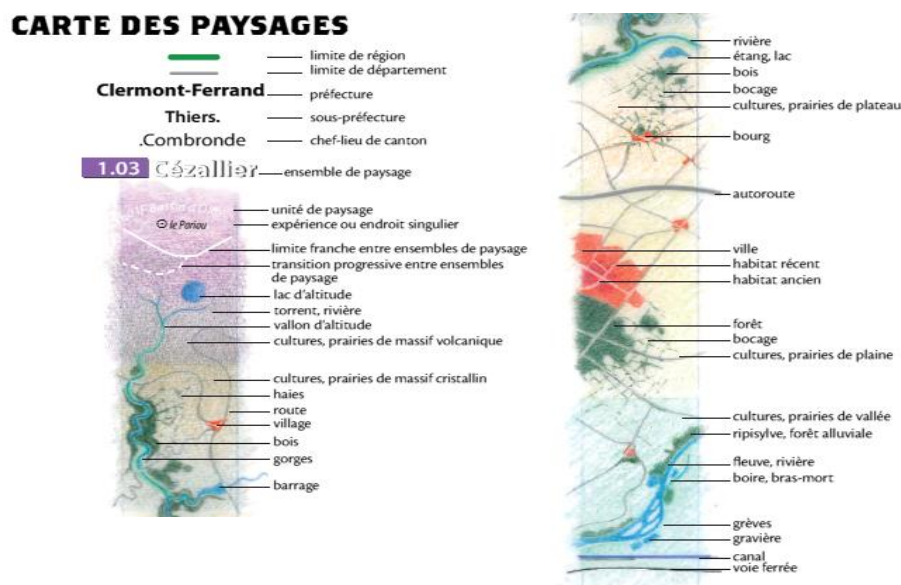 CARTE DES PAYSAGES
limite de région
limite de département
Clermont-Ferrand
préfecture
Thiers.
sous-préfecture
.Combronde
chef-lieu de canton
1.03 Cézallier
ensemble de paysage
unité de paysage
le Pariou
expérience ou endroit singulier
limite franche entre ensembles de paysage
transition progressive entre ensembles
de paysage
lac d'altitude
torrent, rivière
vallon d'altitude
cultures, prairies de massif volcanique
cultures, prairies de massif cristallin
haies
route
village
bois
gorges
barrage
rivière
étang, lac
bois
bocage
cultures, prairies de plateau
bourg
autoroute
ville
habitat récent
habitat ancien
forêt
bocage
cultures, prairies de plaine
cultures, prairies de vallée
ripisylve, forêt alluviale
fleuve, rivière
boire, bras-mort
grèves
gravière
canal
voie ferrée